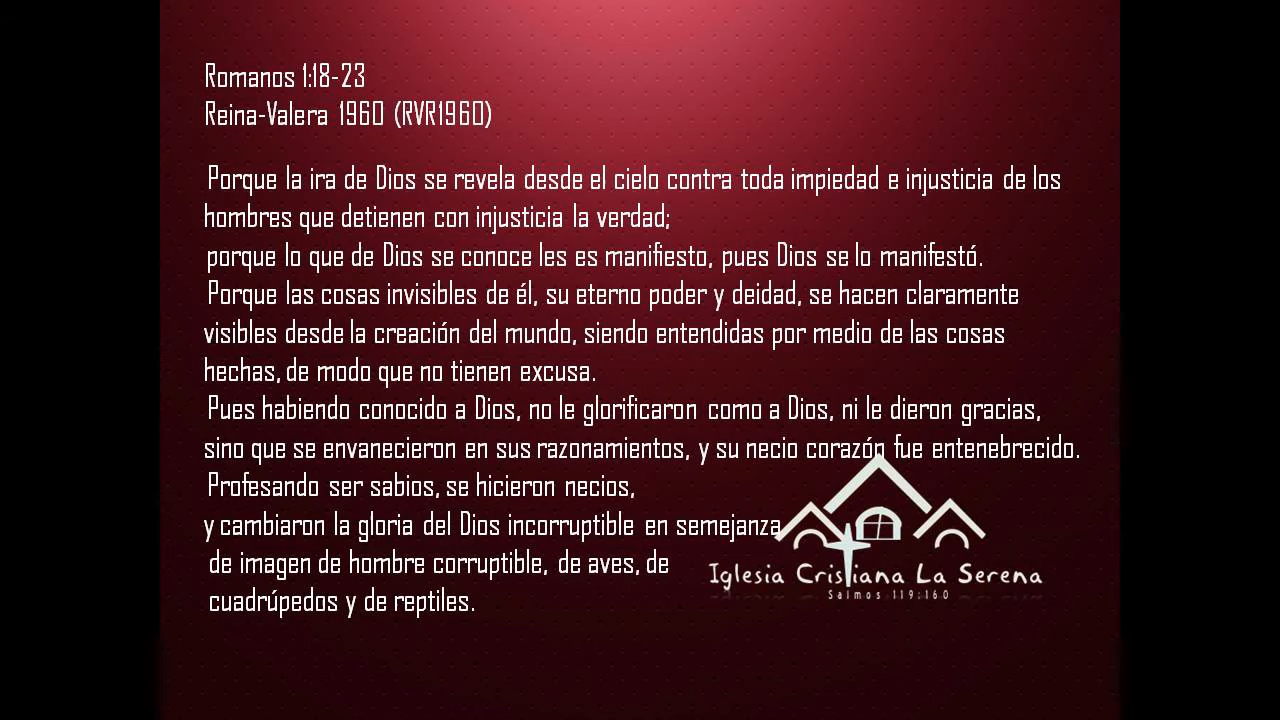 Romanos 1:18-23
Reina-Valera 1960 (RVR1960)
Porque la ira de Dios se revela desde el cielo contra toda impiedad e injusticia de los
hombres que detienen con injusticia la verdad;
porque lo que de Dios se conoce les es manifiesto, pues Dios se lo manifestó.
Porque las cosas invisibles de él, su eterno poder y deidad, se hacen claramente
visibles desde la creación del mundo, siendo entendidas por medio de las cosas
hechas, de modo que no tienen excusa.
Pues habiendo conocido a Dios, no le glorificaron como a Dios, ni le dieron gracias,
sino que se envanecieron en sus razonamientos, y su necio corazón fue entenebrecido.
Profesando ser sabios, se hicieron necios,
y cambiaron la gloria del Dios incorruptible en semejanza
de imagen de hombre corruptible, de aves, de
cuadrúpedos y de reptiles.
Iglesia Cristiana La Serena
Salmos 119:160